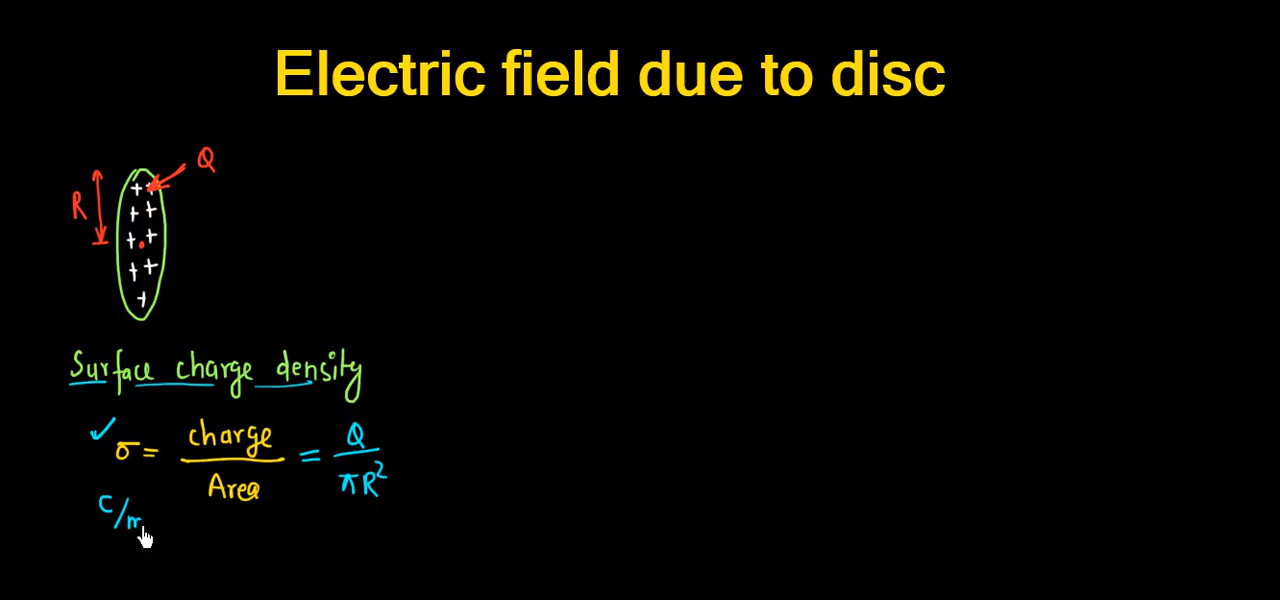 Electric field due to disc
Q
R
Surface charge density
σ = charge / Area = Q / πR²
C/m